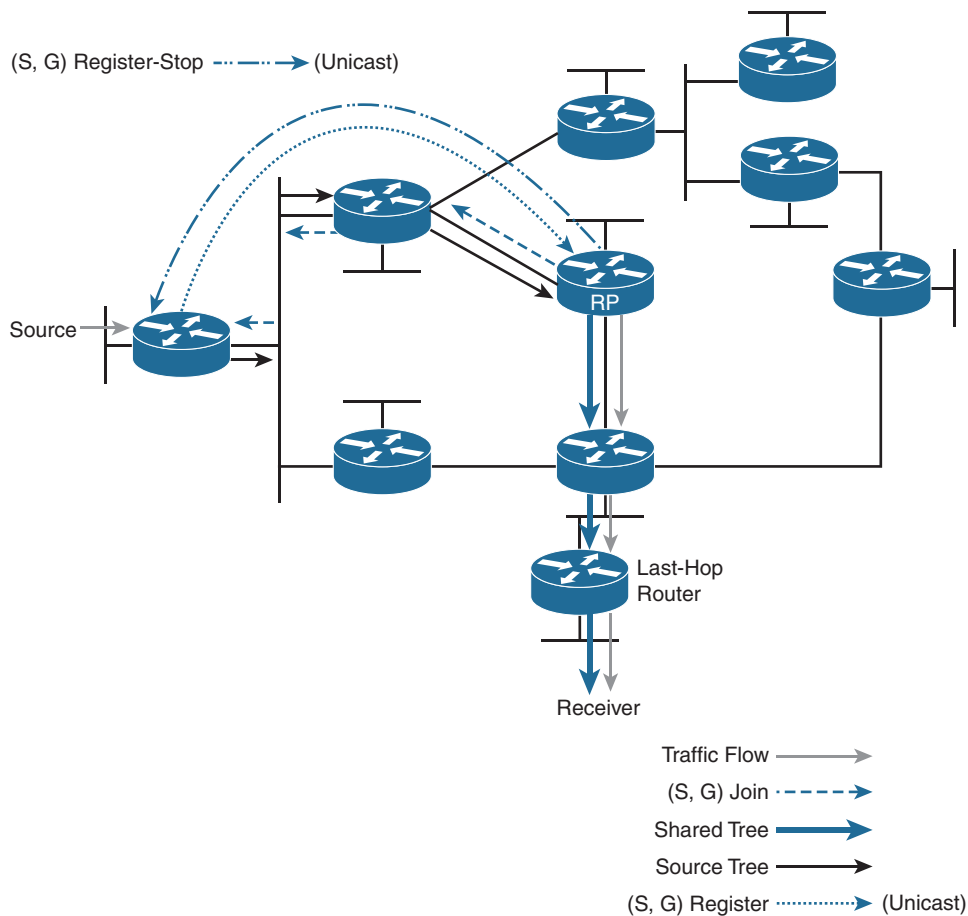 (S, G) Register-Stop (Unicast)
RP
Source
Last-Hop
Router
Receiver
Traffic Flow
(S, G) Join
Shared Tree
Source Tree
(S, G) Register (Unicast)